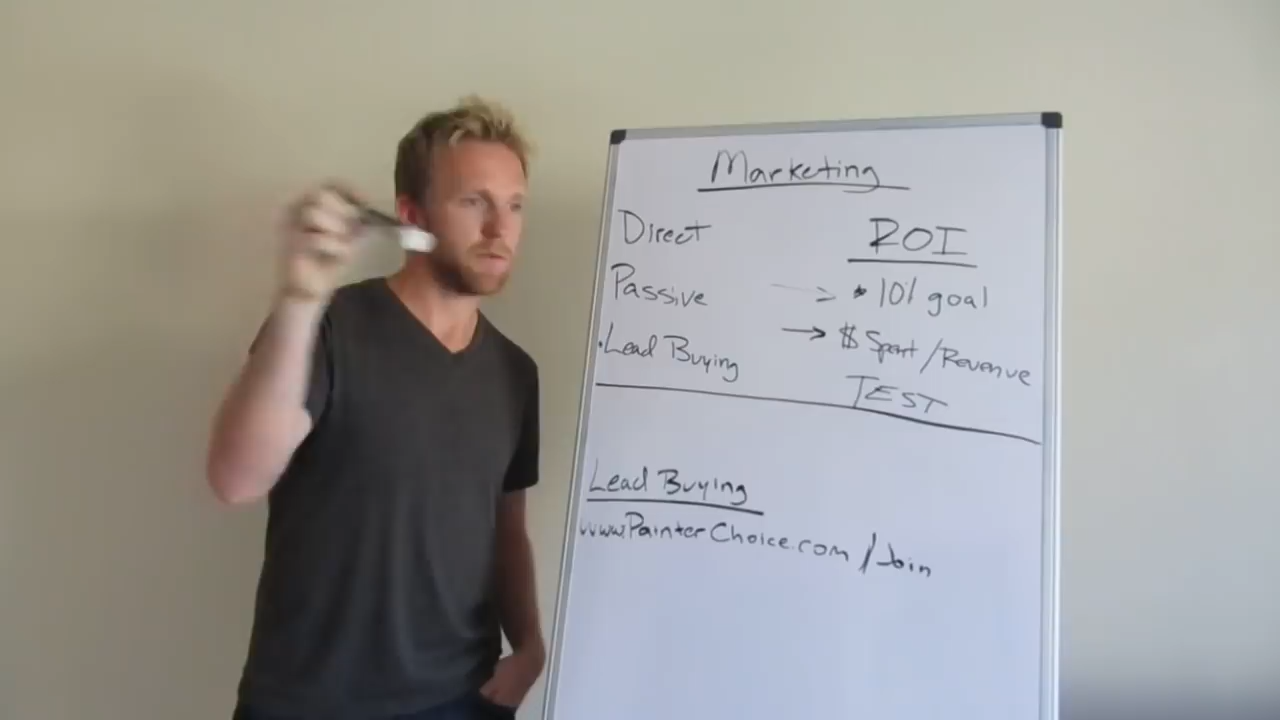 Marketing
Direct
Passive
·Lead Buying
ROI
→ • 10% goal
→ $ Spent / Revenue
TEST
Lead Buying
www.PainterChoice.com / Join